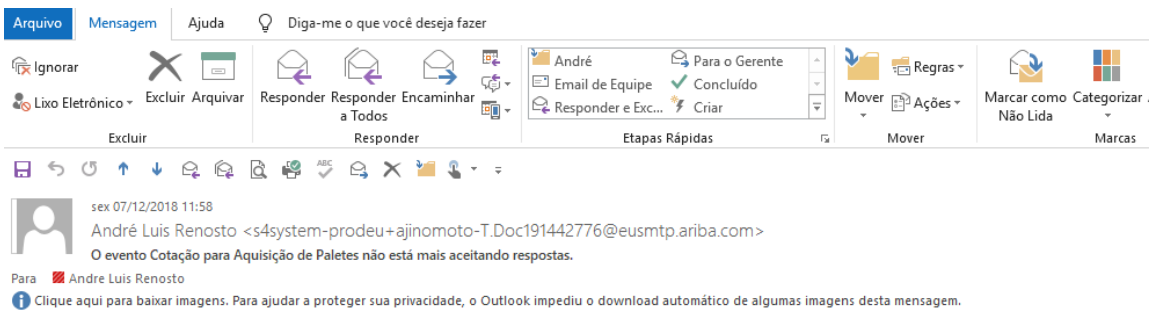 Arquivo Mensagem Ajuda Diga-me o que você deseja fazer
Ignorar
Lixo Eletrônico
Excluir Arquivar
Excluir
Responder Responder a Todos Encaminhar
Responder
André Para o Gerente
Email de Equipe Concluído
Responder e Exc... Criar
Etapas Rápidas
Mover Regras
Ações
Mover
Marcar como Não Lida Categorizar
Marcas
ABC
sex 07/12/2018 11:58
André Luis Renosto <s4system-prodeu+ajinomoto-T.Doc191442776@eusmtp.ariba.com>
O evento Cotação para Aquisição de Paletes não está mais aceitando respostas.
Para Andre Luis Renosto
Clique aqui para baixar imagens. Para ajudar a proteger sua privacidade, o Outlook impediu o download automático de algumas imagens desta mensagem.